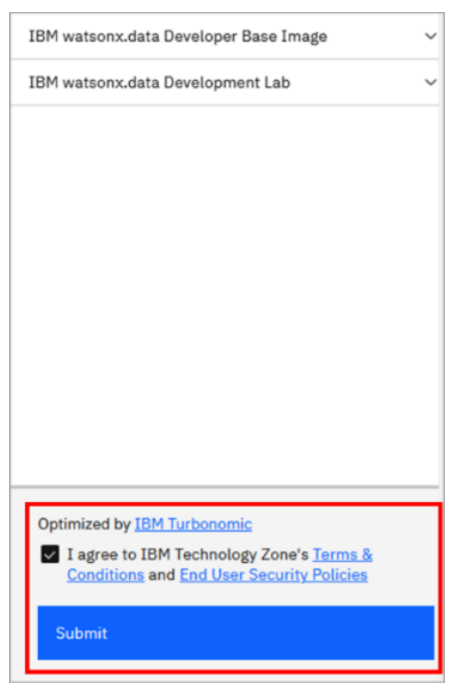 IBM watsonx.data Developer Base Image
IBM watsonx.data Development Lab
Optimized by IBM Turbonomic
I agree to IBM Technology Zone's Terms &
Conditions and End User Security Policies
Submit